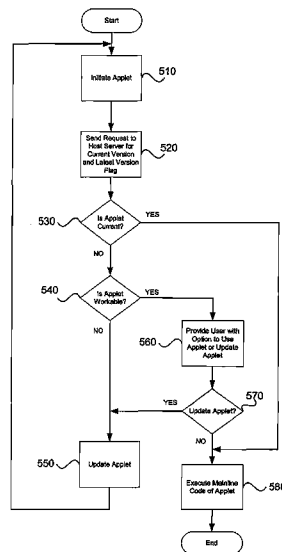 Start
Initiate Applet
510
Send Request to
Host Server for
Current Version
and Latest Version
Flag
520
530
Is Applet
Current?
YES
NO
540
Is Applet
Workable?
YES
NO
560
Provide User with
Option to Use
Applet or Update
Applet
570
YES
Update Applet?
NO
550
Update Applet
Execute Mainline
Code of Applet
580
End